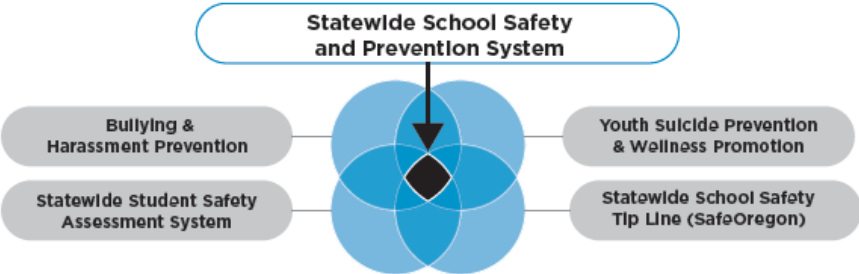 Statewide School Safety
and Prevention System
Bullying &
Harassment Prevention
Youth Suicide Prevention
& Wellness Promotion
Statewide Student Safety
Assessment System
Statewide School Safety
Tip Line (SafeOregon)